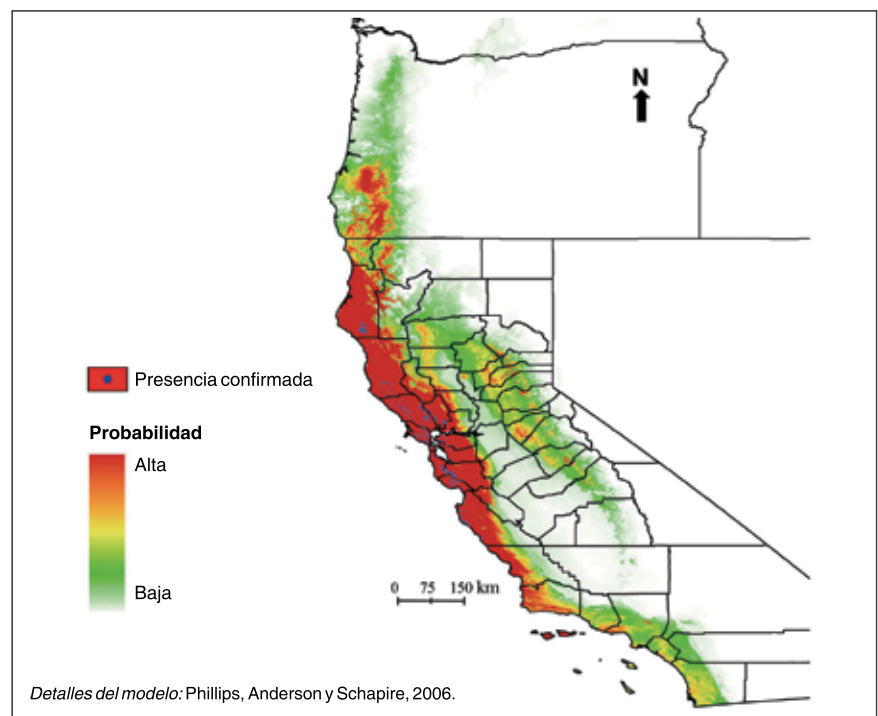 N
Presencia confirmada
Probabilidad
Alta
Baja
0 75 150 km
Detalles del modelo: Phillips, Anderson y Schapire, 2006.